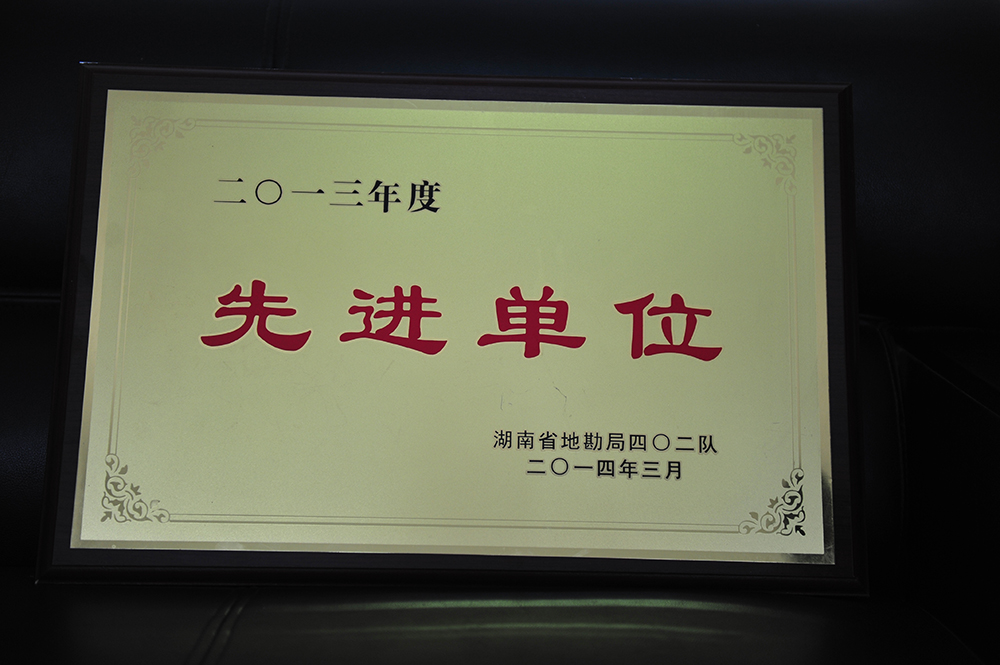 二〇一三年度
先进单位
湖南省地勘局四〇二队
二〇一四年三月